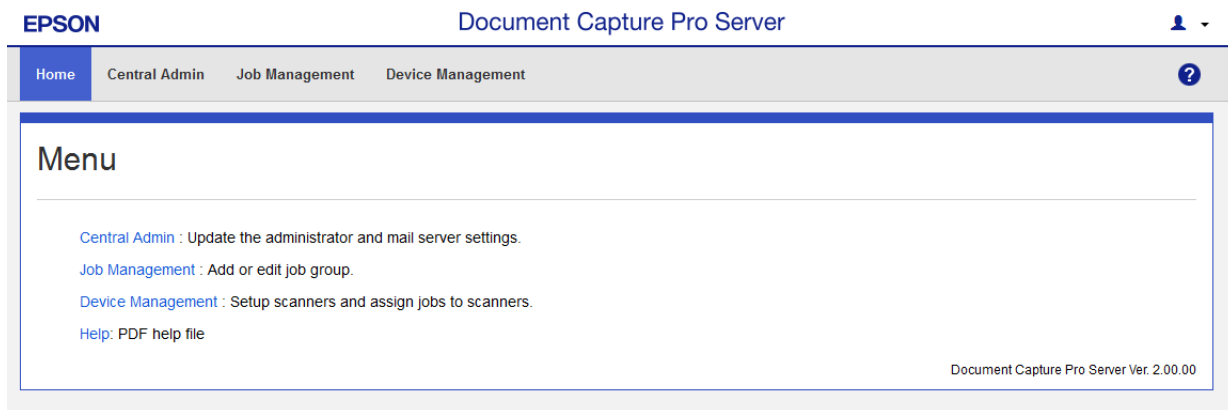 EPSON Document Capture Pro Server
Home Central Admin Job Management Device Management ?
Menu
Central Admin : Update the administrator and mail server settings.
Job Management : Add or edit job group.
Device Management : Setup scanners and assign jobs to scanners.
Help: PDF help file
Document Capture Pro Server Ver. 2.00.00